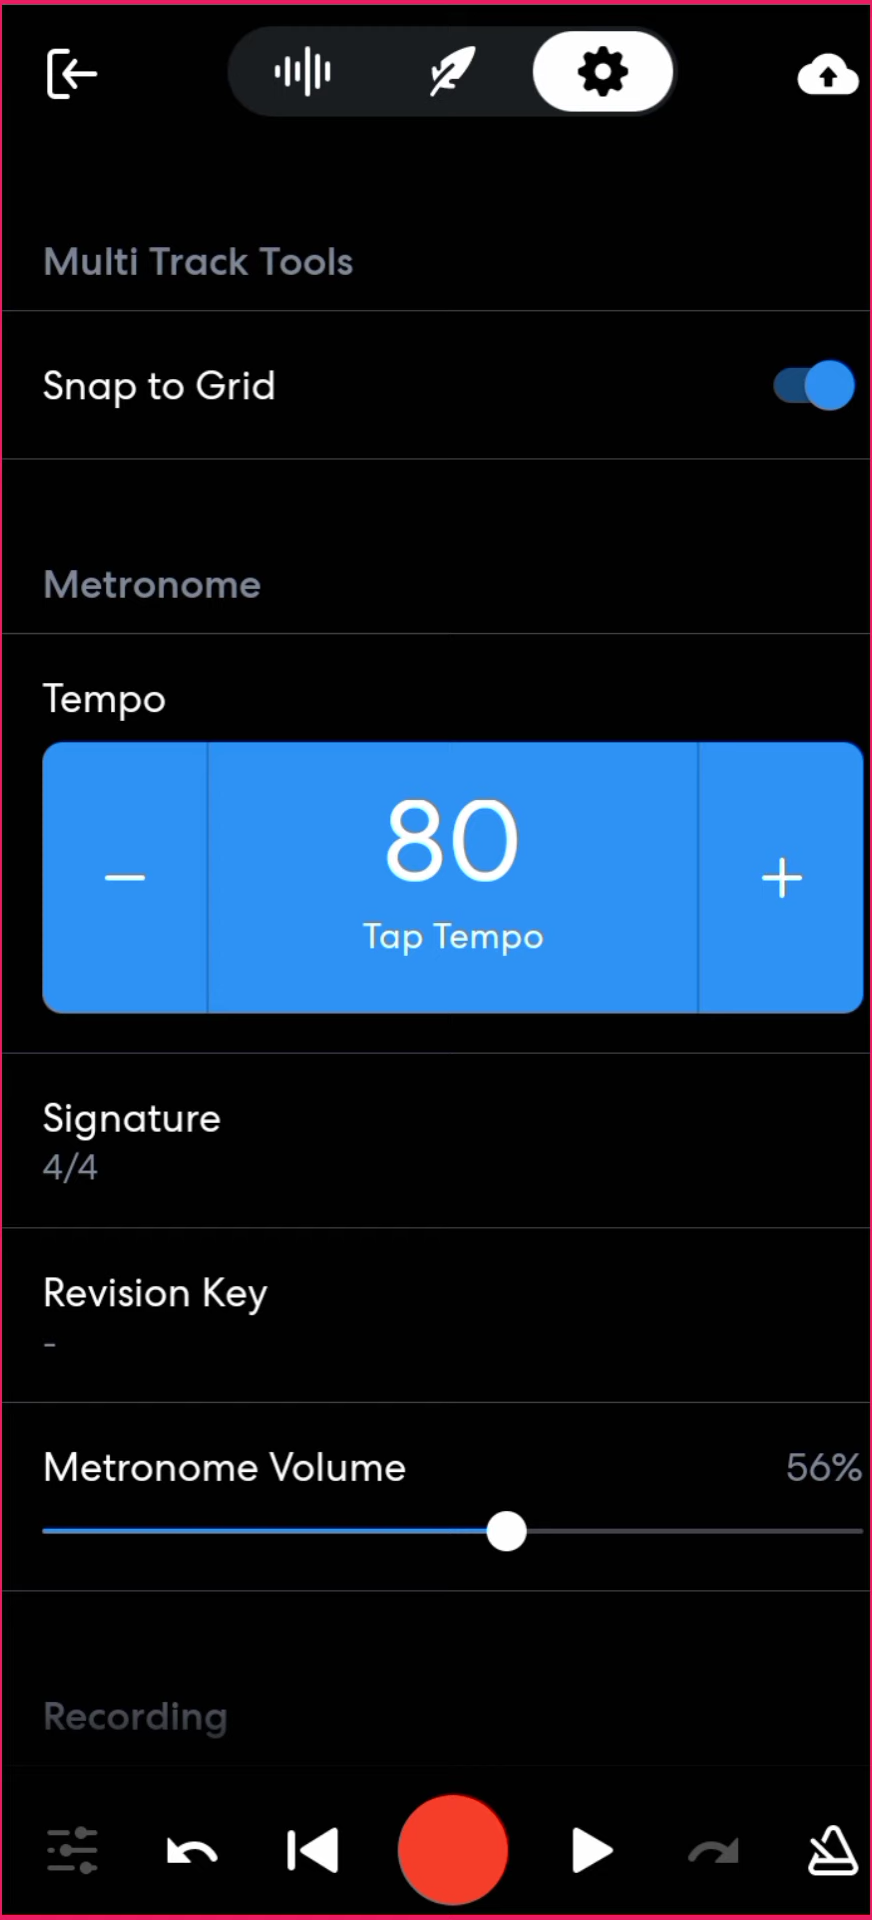 Multi Track Tools
Snap to Grid
Metronome
Tempo
80
Tap Tempo
Signature
4/4
Revision Key
-
Metronome Volume
56%
Recording